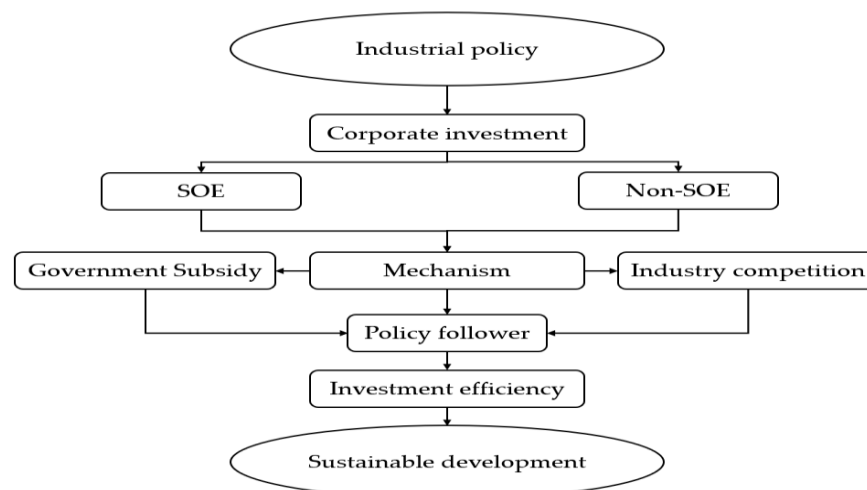 Industrial policy
Corporate investment
SOE
Non-SOE
Government Subsidy
Mechanism
Industry competition
Policy follower
Investment efficiency
Sustainable development